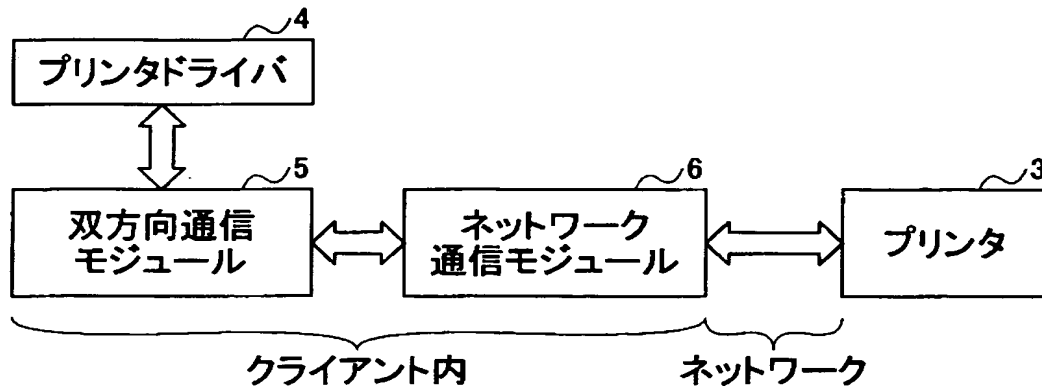 4
プリンタドライバ
5
双方向通信
モジュール
6
ネットワーク
通信モジュール
3
プリンタ
クライアント内
ネットワーク